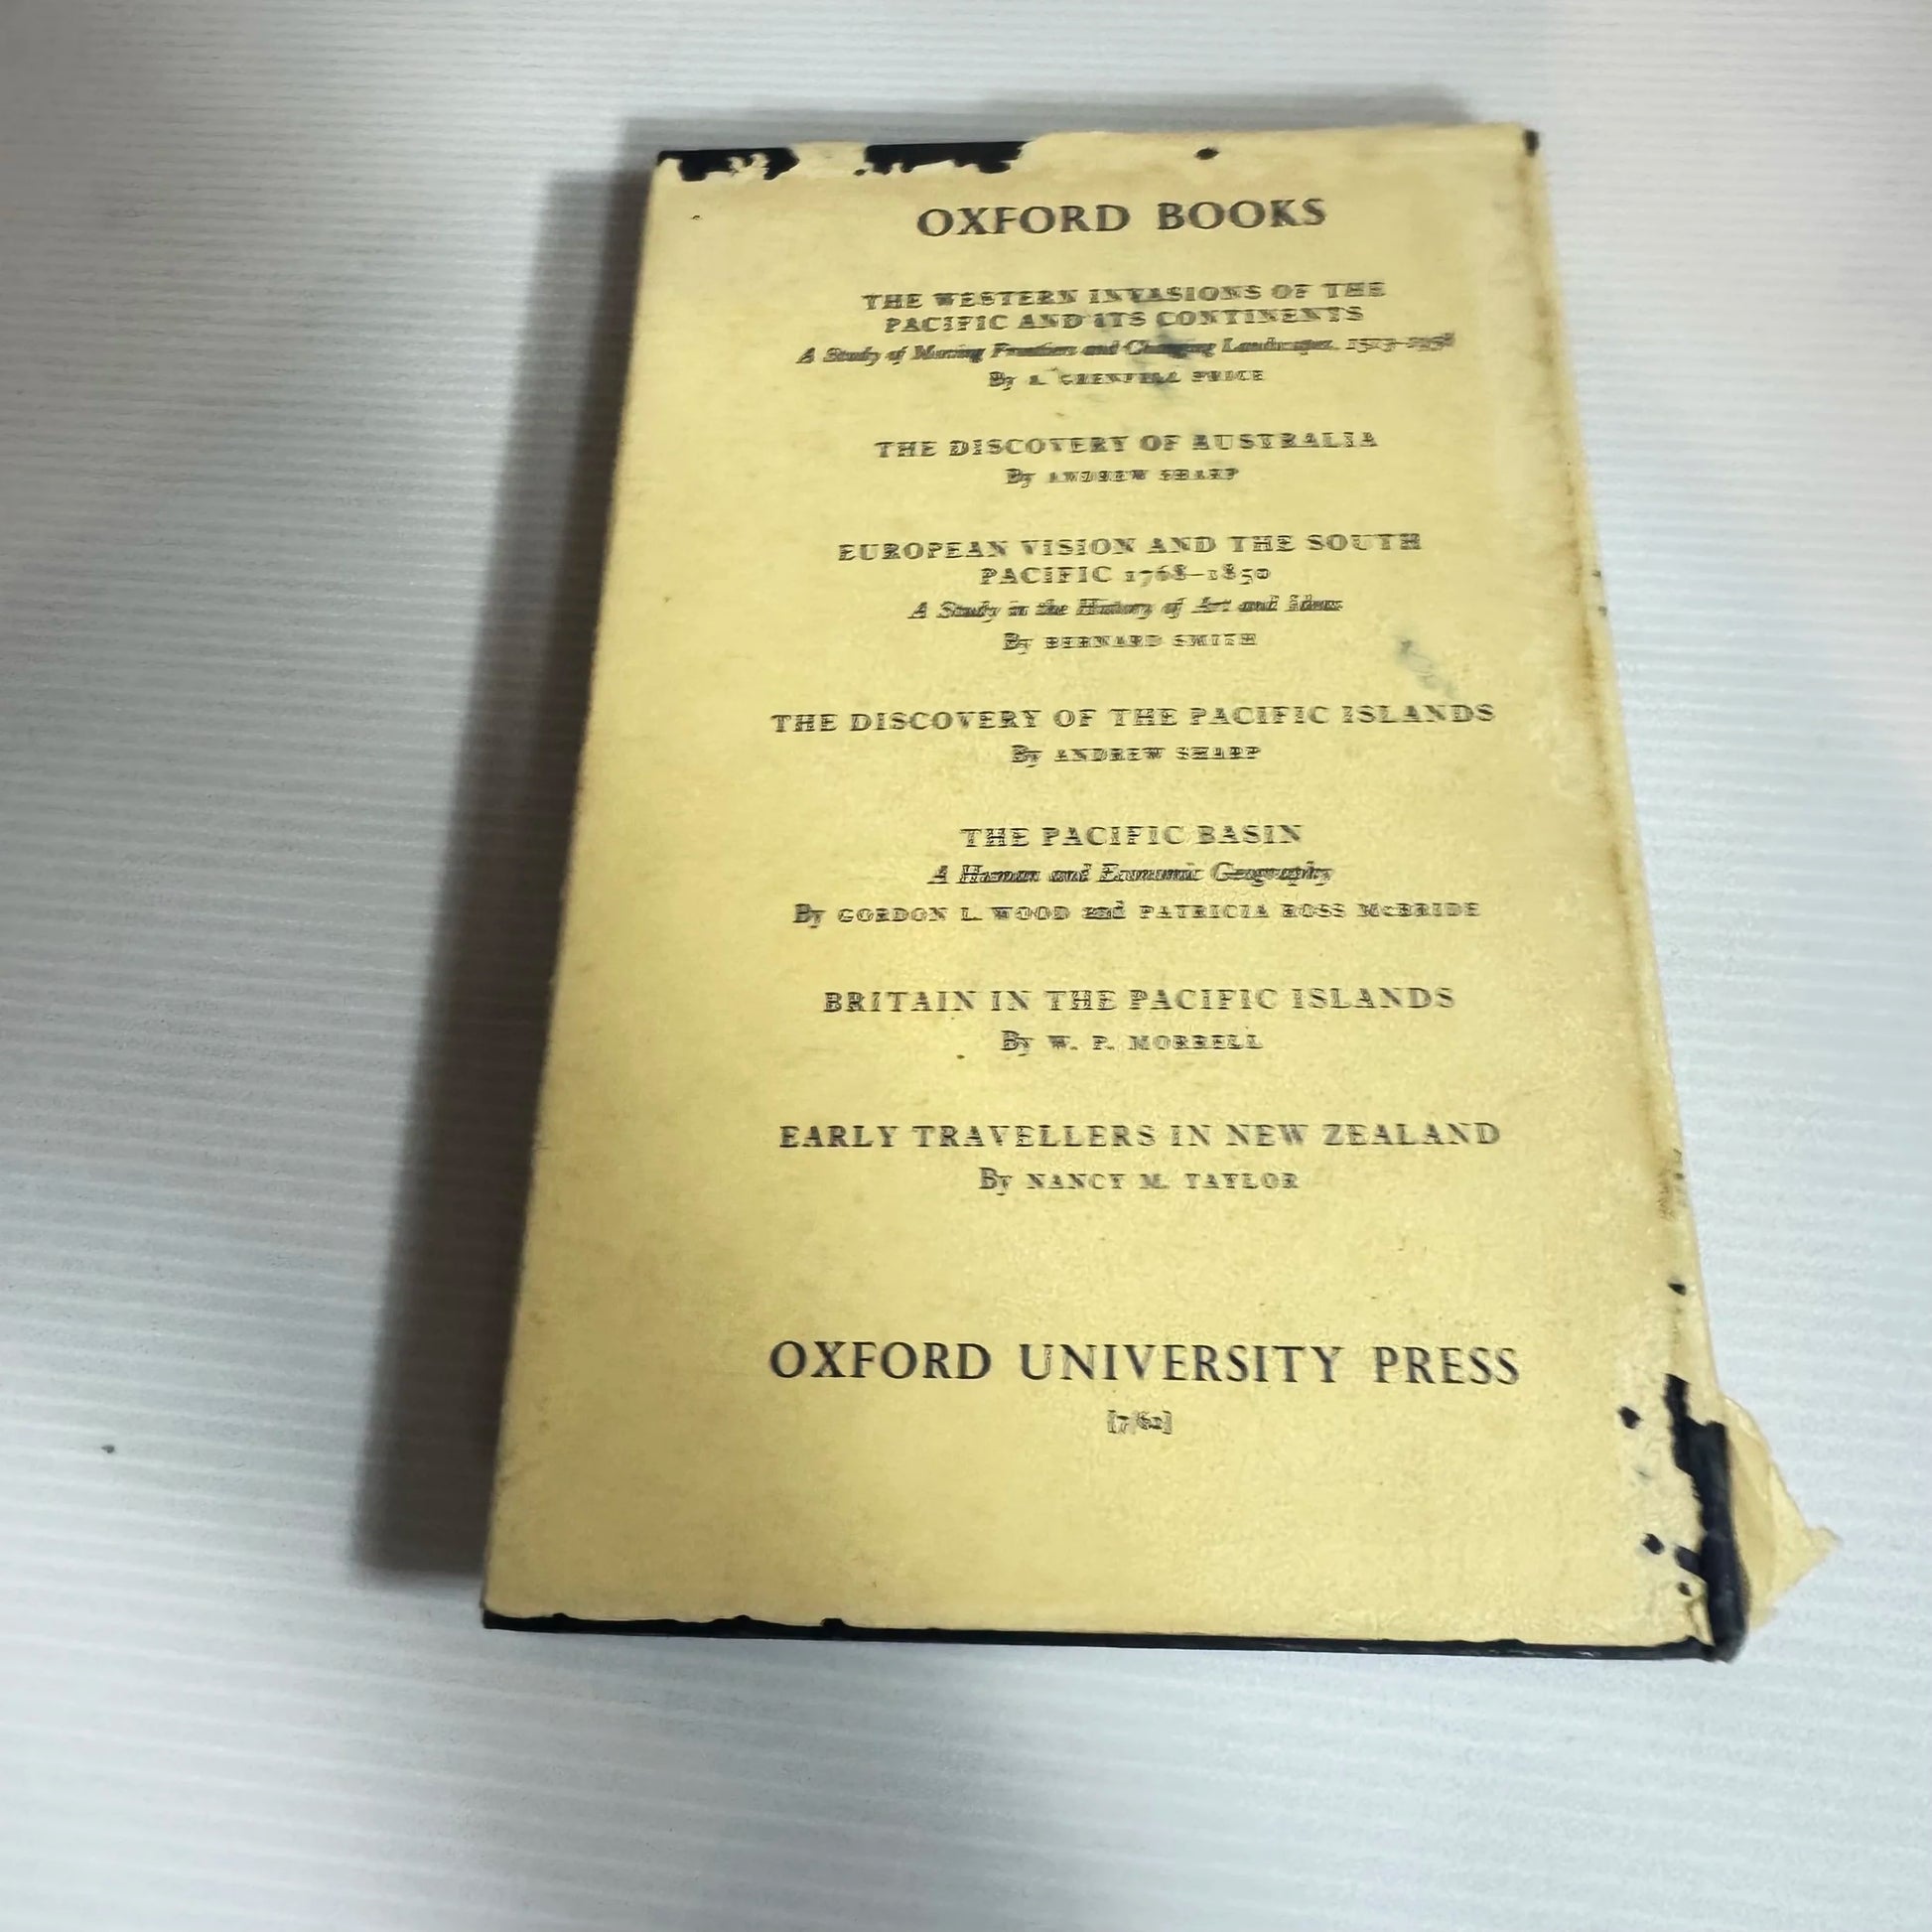 OXFORD BOOKS
THE WESTERN INVASIONS OF THE
PACIFIC AND ITS CONTINENTS
A Study of Moving Frontiers and Changing Landscapes, 1513–1958
By A. GRENFELL PRICE
THE DISCOVERY OF AUSTRALIA
By ANDREW SHARP
EUROPEAN VISION AND THE SOUTH
PACIFIC 1768–1850
A Study in the History of Art and Ideas
By BERNARD SMITH
THE DISCOVERY OF THE PACIFIC ISLANDS
By ANDREW SHARP
THE PACIFIC BASIN
A Human and Economic Geography
By GORDON L. WOOD and PATRICIA ROSS McBRIDE
BRITAIN IN THE PACIFIC ISLANDS
By W. P. MORRELL
EARLY TRAVELLERS IN NEW ZEALAND
By NANCY M. TAYLOR
OXFORD UNIVERSITY PRESS
[7/62]